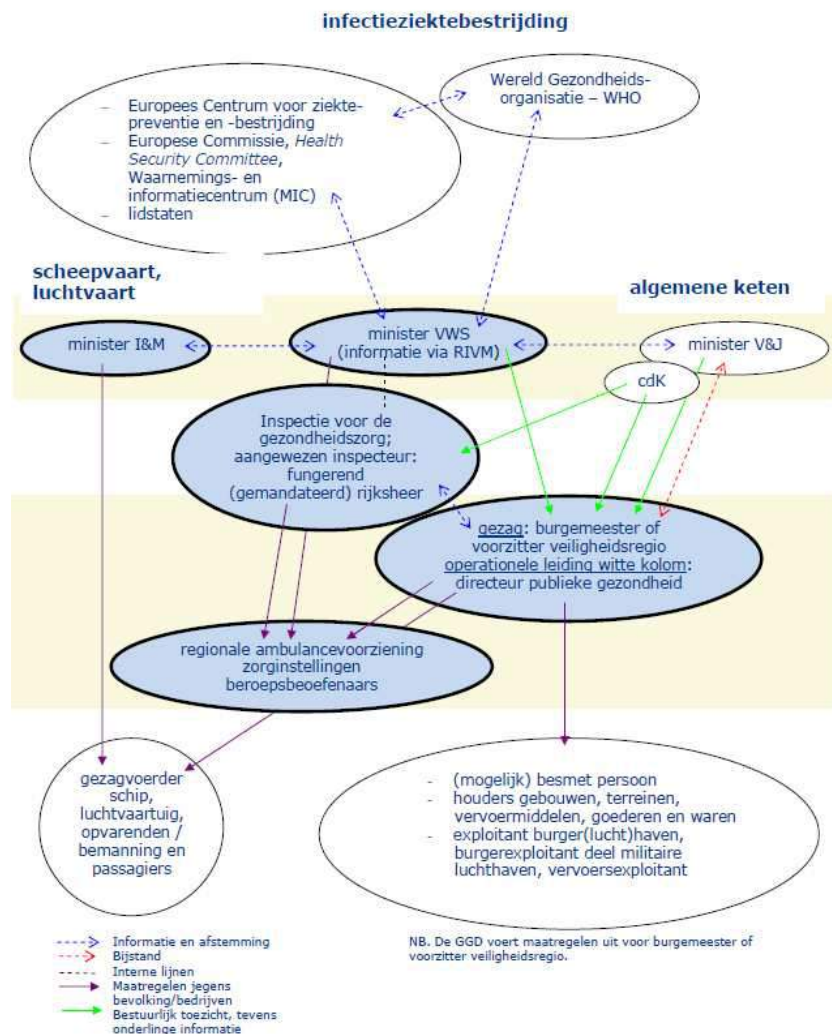 infectieziektebestrijding
Wereld Gezondheids-
organisatie – WHO
– Europees Centrum voor ziekte-
preventie en -bestrijding
– Europese Commissie, Health
Security Committee,
Waarnemings- en
informatiecentrum (MIC)
– lidstaten
scheepvaart,
luchtvaart
algemene keten
minister I&M
minister VWS
(informatie via RIVM)
minister V&J
cdK
Inspectie voor de
gezondheidszorg;
aangewezen inspecteur:
fungerend
(gemandateerd) rijksheer
gezag: burgemeester of
voorzitter veiligheidsregio
operationele leiding witte kolom:
directeur publieke gezondheid
regionale ambulancevoorziening
zorginstellingen
beroepsbeoefenaars
gezagvoerder
schip,
luchtvaartuig,
opvarenden /
bemanning en
passagiers
- (mogelijk) besmet persoon
- houders gebouwen, terreinen,
vervoermiddelen, goederen en waren
- exploitant burger(lucht)haven,
burgerexploitant deel militaire
luchthaven, vervoersexploitant
Informatie en afstemming
Bijstand
Interne lijnen
Maatregelen jegens
bevolking/bedrijven
Bestuurlijk toezicht, tevens
onderlinge informatie
NB. De GGD voert maatregelen uit voor burgemeester of
voorzitter veiligheidsregio.